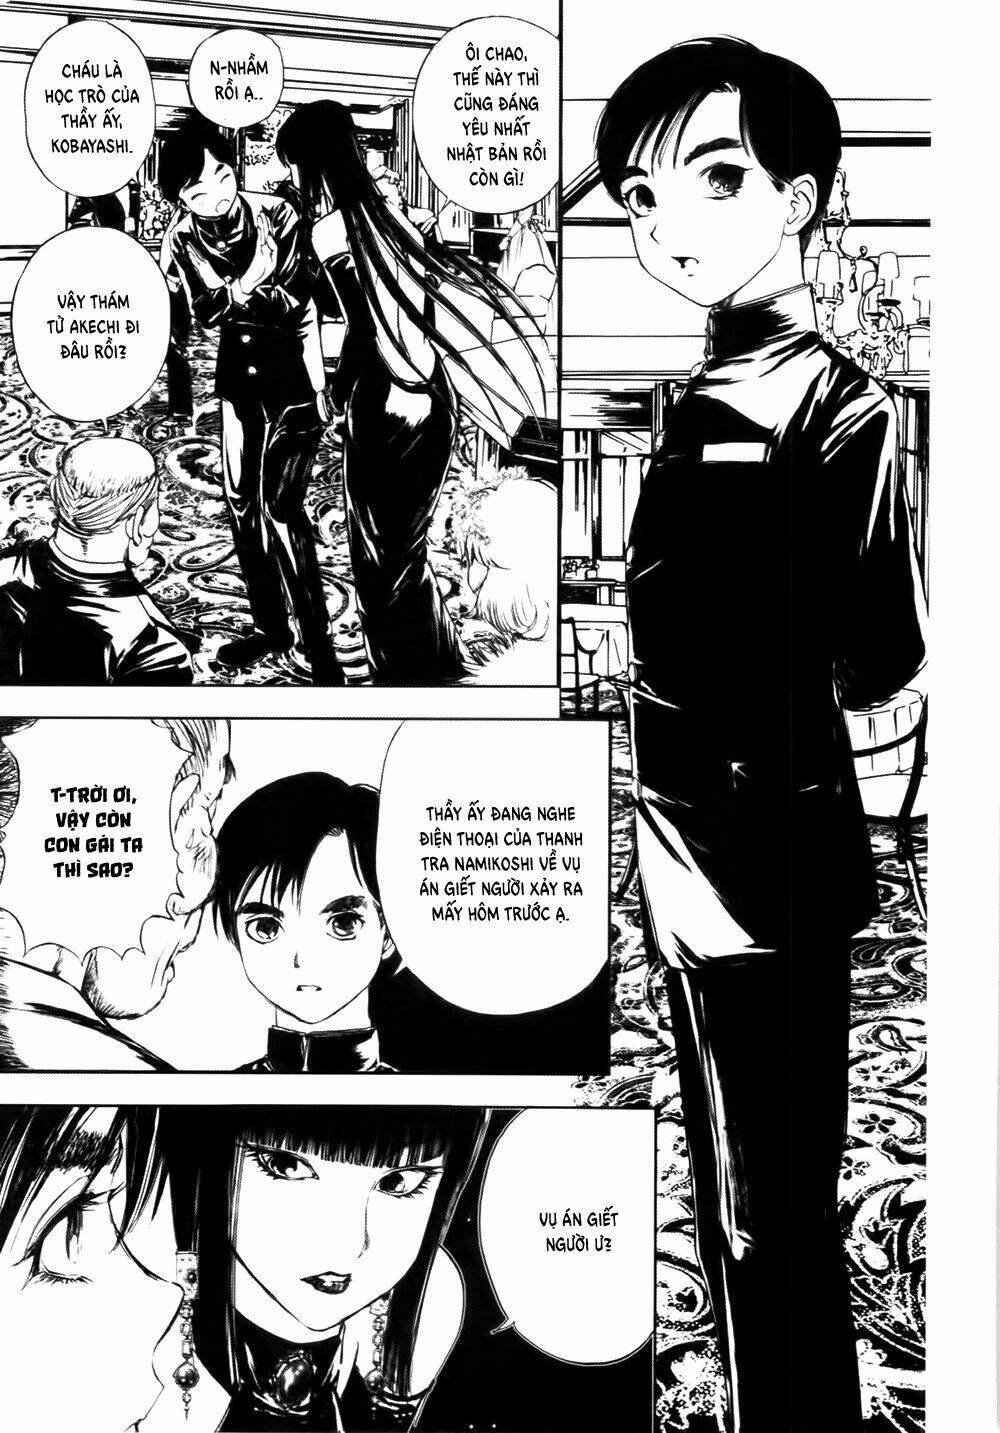 ÔI CHAO,
THẾ NÀY THÌ
CŨNG ĐÁNG
YÊU NHẤT
NHẬT BẢN RỒI
CÒN GÌ!
N-NHẦM
RỒI Ạ..
CHÁU LÀ
HỌC TRÒ CỦA
THẦY ẤY,
KOBAYASHI.
VẬY THÁM
TỬ AKECHI ĐI
ĐÂU RỒI?
THẦY ẤY ĐANG NGHE
ĐIỆN THOẠI CỦA THANH
TRA NAMIKOSHI VỀ VỤ
ÁN GIẾT NGƯỜI XẢY RA
MẤY HÔM TRƯỚC Ạ.
T-TRỜI ƠI,
VẬY CÒN
CON GÁI TA
THÌ SAO?
VỤ ÁN GIẾT
NGƯỜI Ư?